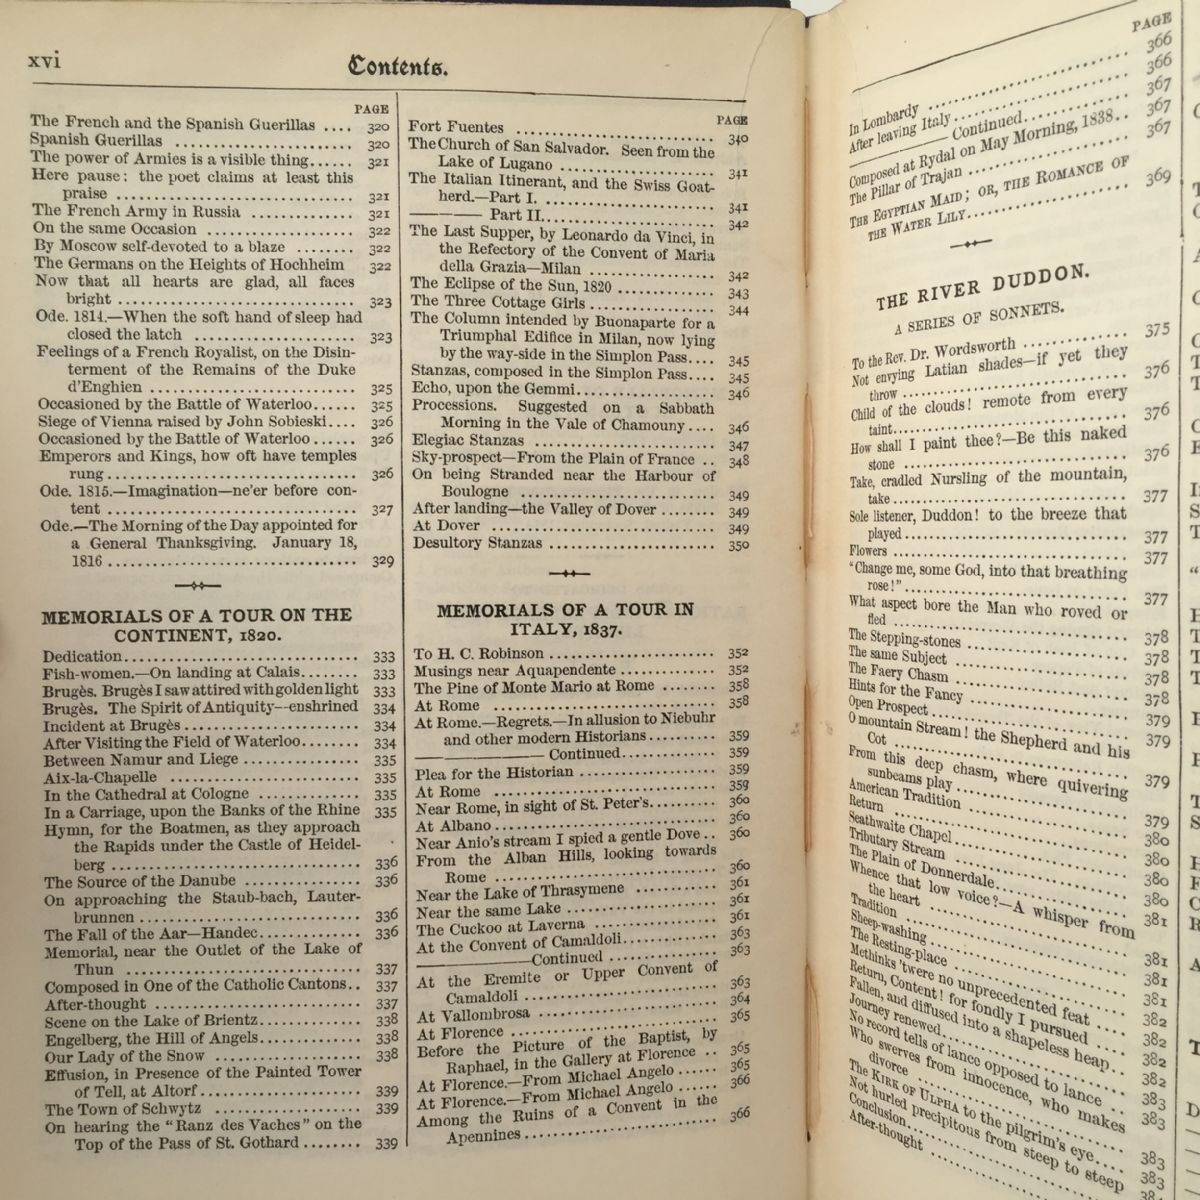 xvi
Contents.
PAGE
The French and the Spanish Guerillas .... 320
Spanish Guerillas .................... 320
The power of Armies is a visible thing...... 321
Here pause: the poet claims at least this
praise ........................... 321
The French Army in Russia ............ 321
On the same Occasion .................. 322
By Moscow self-devoted to a blaze ........ 322
The Germans on the Heights of Hochheim 322
Now that all hearts are glad, all faces
bright ............................ 323
Ode. 1814.—When the soft hand of sleep had
closed the latch .................... 323
Feelings of a French Royalist, on the Disin-
terment of the Remains of the Duke
d'Enghien ........................ 325
Occasioned by the Battle of Waterloo...... 325
Siege of Vienna raised by John Sobieski.... 326
Occasioned by the Battle of Waterloo ...... 326
Emperors and Kings, how oft have temples
rung.............................. 326
Ode. 1815.—Imagination—ne'er before con-
tent .............................. 327
Ode.—The Morning of the Day appointed for
a General Thanksgiving. January 18,
1816 .............................. 329
MEMORIALS OF A TOUR ON THE
CONTINENT, 1820.
Dedication............................ 333
Fish-women.—On landing at Calais........ 333
Brugès. Brugès I saw attired with golden light 333
Brugès. The Spirit of Antiquity--enshrined 334
Incident at Brugès ...................... 334
After Visiting the Field of Waterloo........ 334
Between Namur and Liege .............. 335
Aix-la-Chapelle ........................ 335
In the Cathedral at Cologne ............ 335
In a Carriage, upon the Banks of the Rhine 335
Hymn, for the Boatmen, as they approach
the Rapids under the Castle of Heidel-
berg .............................. 336
The Source of the Danube .............. 336
On approaching the Staub-bach, Lauter-
brunnen .......................... 336
The Fall of the Aar—Handec............ 336
Memorial, near the Outlet of the Lake of
Thun ............................ 337
Composed in One of the Catholic Cantons.. 337
After-thought .......................... 337
Scene on the Lake of Brientz............ 338
Engelberg, the Hill of Angels............ 338
Our Lady of the Snow .................. 338
Effusion, in Presence of the Painted Tower
of Tell, at Altorf.................... 339
The Town of Schwytz .................. 339
On hearing the "Ranz des Vaches" on the
Top of the Pass of St. Gothard ........ 339
PAGE
Fort Fuentes .......................... 340
The Church of San Salvador. Seen from the
Lake of Lugano .................... 341
The Italian Itinerant, and the Swiss Goat-
herd.—Part I. ...................... 341
———— Part II....................... 342
The Last Supper, by Leonardo da Vinci, in
the Refectory of the Convent of Maria
della Grazia—Milan ................ 342
The Eclipse of the Sun, 1820 ............ 343
The Three Cottage Girls ................ 344
The Column intended by Buonaparte for a
Triumphal Edifice in Milan, now lying
by the way-side in the Simplon Pass.... 345
Stanzas, composed in the Simplon Pass.... 345
Echo, upon the Gemmi.................. 346
Processions. Suggested on a Sabbath
Morning in the Vale of Chamouny.... 346
Elegiac Stanzas ........................ 347
Sky-prospect—From the Plain of France .. 348
On being Stranded near the Harbour of
Boulogne .......................... 349
After landing—the Valley of Dover ........ 349
At Dover .............................. 349
Desultory Stanzas ...................... 350
MEMORIALS OF A TOUR IN
ITALY, 1837.
To H. C. Robinson ...................... 352
Musings near Aquapendente ............ 352
The Pine of Monte Mario at Rome ........ 358
At Rome .............................. 358
At Rome.—Regrets.—In allusion to Niebuhr
and other modern Historians.......... 359
———————— Continued............ 359
Plea for the Historian .................. 359
At Rome .............................. 359
Near Rome, in sight of St. Peter's........ 360
At Albano .............................. 360
Near Anio's stream I spied a gentle Dove .. 360
From the Alban Hills, looking towards
Rome .............................. 360
Near the Lake of Thrasymene ............ 361
Near the same Lake .................... 361
The Cuckoo at Laverna .................. 361
At the Convent of Camaldoli.............. 363
————————Continued .............. 363
At the Eremite or Upper Convent of
Camaldoli .......................... 363
At Vallombrosa ........................ 364
At Florence ............................ 365
Before the Picture of the Baptist, by
Raphael, in the Gallery at Florence .. 365
At Florence.—From Michael Angelo ...... 365
At Florence.—From Michael Angelo ...... 366
Among the Ruins of a Convent in the
Apennines.......................... 366
PAGE
In Lombardy .......................... 366
After leaving Italy...................... 366
———————— Continued............ 367
Composed at Rydal on May Morning, 1838.. 367
The Pillar of Trajan .................... 367
THE EGYPTIAN MAID; OR, THE ROMANCE OF
THE WATER LILY...................... 369
THE RIVER DUDDON.
A SERIES OF SONNETS.
To the Rev. Dr. Wordsworth .............. 375
Not envying Latian shades—if yet they
throw .............................. 376
Child of the clouds! remote from every
taint................................ 376
How shall I paint thee?—Be this naked
stone .............................. 376
Take, cradled Nursling of the mountain,
take ................................ 377
Sole listener, Duddon! to the breeze that
played.............................. 377
Flowers ................................ 377
"Change me, some God, into that breathing
rose!" .............................. 377
What aspect bore the Man who roved or
fled ................................ 378
The Stepping-stones .................... 378
The same Subject ...................... 378
The Faery Chasm ...................... 378
Hints for the Fancy .................... 379
Open Prospect.......................... 379
O mountain Stream! the Shepherd and his
Cot ................................ 379
From this deep chasm, where quivering
sunbeams play...................... 379
American Tradition .................... 380
Return ................................ 380
Seathwaite Chapel...................... 380
Tributary Stream ...................... 380
The Plain of Donnerdale................ 381
Whence that low voice?—A whisper from
the heart .......................... 381
Tradition .............................. 381
Sheep-washing ........................ 381
The Resting-place ...................... 382
Methinks 'twere no unprecedented feat .... 382
Return, Content! for fondly I pursued .... 382
Fallen, and diffused into a shapeless heap.. 383
Journey renewed........................ 383
No record tells of lance opposed to lance ..
Who swerves from innocence, who makes
divorce ............................ 383
The KIRK OF ULPHA to the pilgrim's eye.... 383
Not hurled precipitous from steep to steep
Conclusion..............................
After-thought ..........................